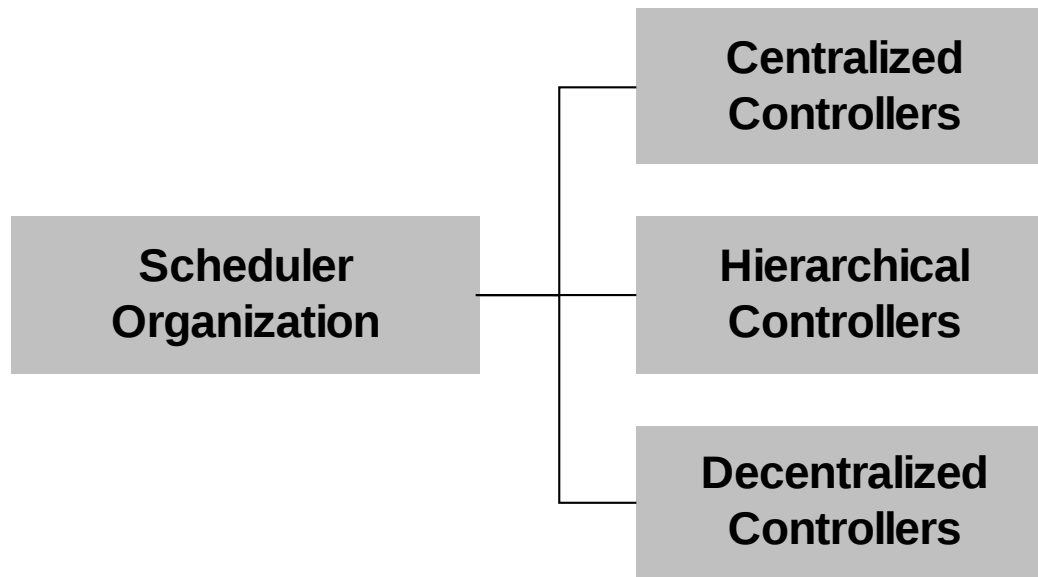 Centralized
Controllers
Scheduler
Organization
Hierarchical
Controllers
Decentralized
Controllers